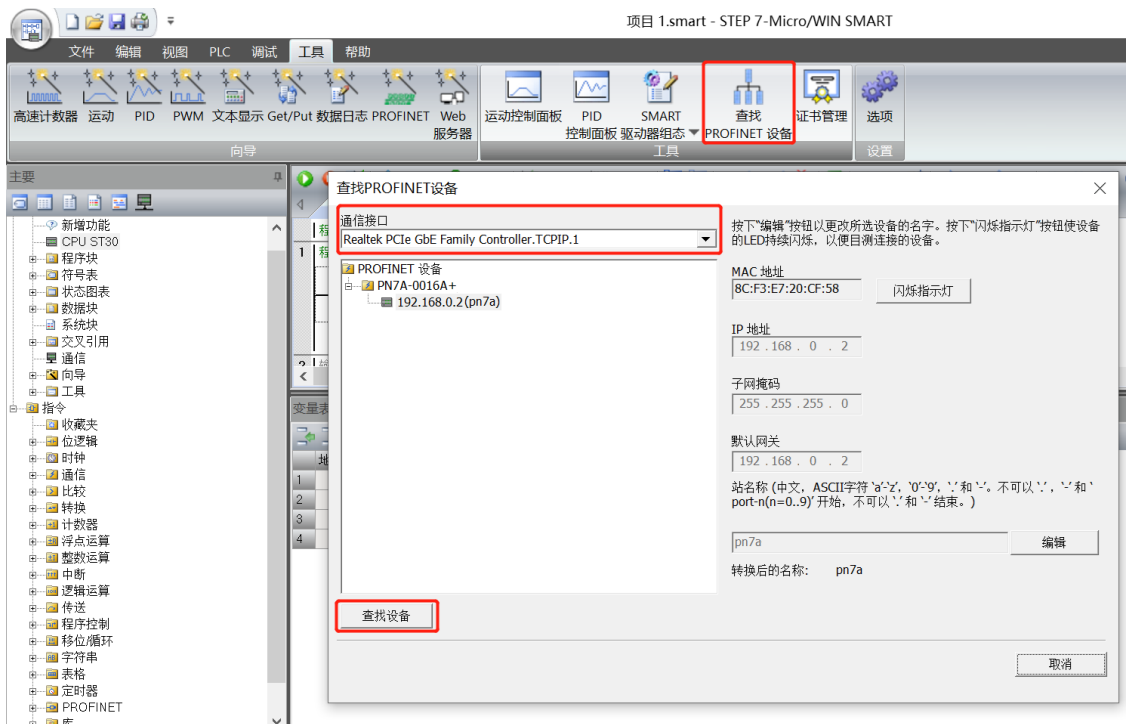 项目 1.smart - STEP 7-Micro/WIN SMART
文件 编辑 视图 PLC 调试 工具 帮助
高速计数器 运动 PID PWM 文本显示 Get/Put 数据日志 PROFINET Web 服务器
运动控制面板 PID 控制面板 SMART 驱动器组态 查找 PROFINET 设备 证书管理 选项
向导 工具 设置
主要
新增功能
CPU ST30
程序块
符号表
状态图表
数据块
系统块
交叉引用
通信
向导
工具
指令
收藏夹
位逻辑
时钟
通信
比较
转换
计数器
浮点运算
整数运算
中断
逻辑运算
传送
程序控制
移位/循环
字符串
表格
定时器
PROFINET
库
1
变量表
1
2
3
4
查找PROFINET设备
通信接口
Realtek PCIe GbE Family Controller.TCPIP.1
PROFINET 设备
PN7A-0016A+
192.168.0.2(pn7a)
查找设备
按下"编辑"按钮以更改所选设备的名字。按下"闪烁指示灯"按钮使设备
的LED持续闪烁，以便目测连接的设备。
MAC 地址
8C:F3:E7:20:CF:58
闪烁指示灯
IP 地址
192 . 168 . 0 . 2
子网掩码
255 . 255 . 255 . 0
默认网关
192 . 168 . 0 . 2
站名称 (中文，ASCII字符 'a'-'z'，'0'-'9'，'.' 和 '-'。不可以 '.'，'-' 和 '
port-n(n=0..9)' 开始，不可以 '.' 和 '-' 结束。)
pn7a
编辑
转换后的名称: pn7a
取消